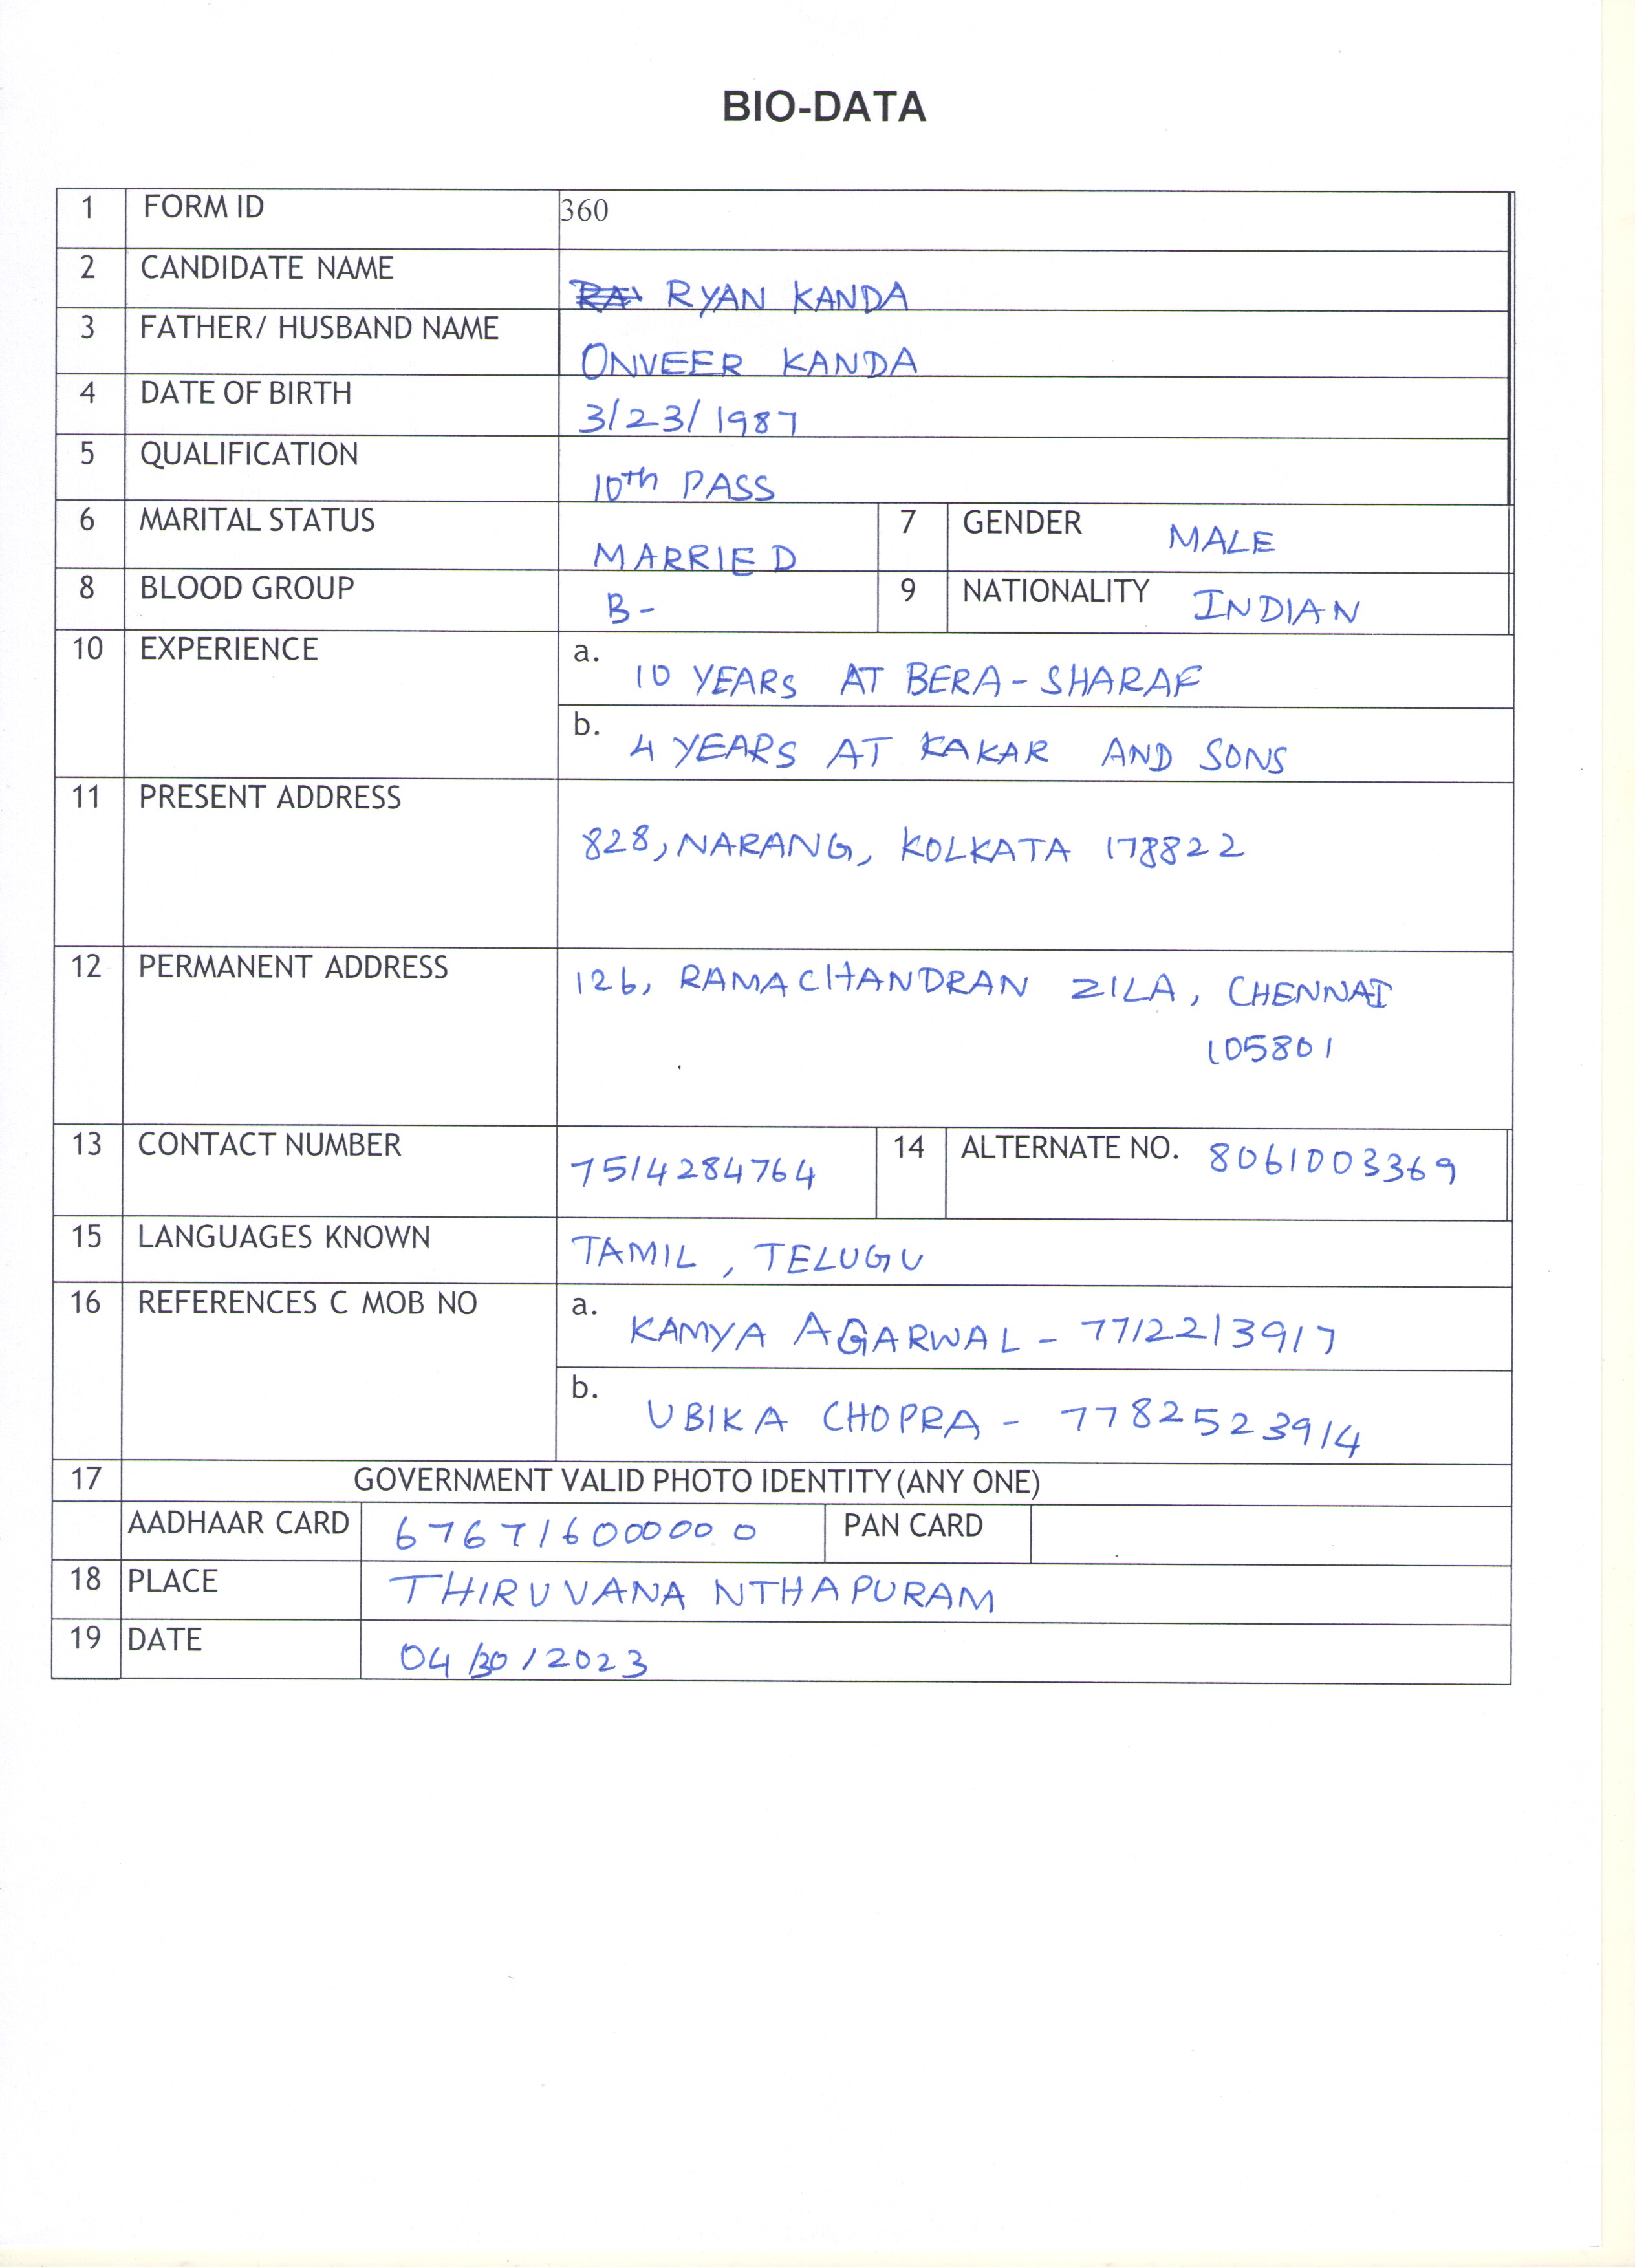 BIO-DATA
1 FORM ID 360
2 CANDIDATE NAME RYAN KANDA
3 FATHER/ HUSBAND NAME ONVEER KANDA
4 DATE OF BIRTH 3/23/1987
5 QUALIFICATION 10th PASS
6 MARITAL STATUS MARRIED 7 GENDER MALE
8 BLOOD GROUP B- 9 NATIONALITY INDIAN
10 EXPERIENCE a. 10 YEARS AT BERA-SHARAF
b. 4 YEARS AT KAKAR AND SONS
11 PRESENT ADDRESS
828, NARANG, KOLKATA 178822
12 PERMANENT ADDRESS 126, RAMACHANDRAN ZILA, CHENNAI
105801
13 CONTACT NUMBER 7514284764 14 ALTERNATE NO. 8061003369
15 LANGUAGES KNOWN TAMIL, TELUGU
16 REFERENCES C MOB NO a. KAMYA AGARWAL - 7712213917
b. UBIKA CHOPRA - 7782523914
17 GOVERNMENT VALID PHOTO IDENTITY (ANY ONE)
AADHAAR CARD 676716000000 PAN CARD
18 PLACE THIRUVANANTHAPURAM
19 DATE 04/30/2023